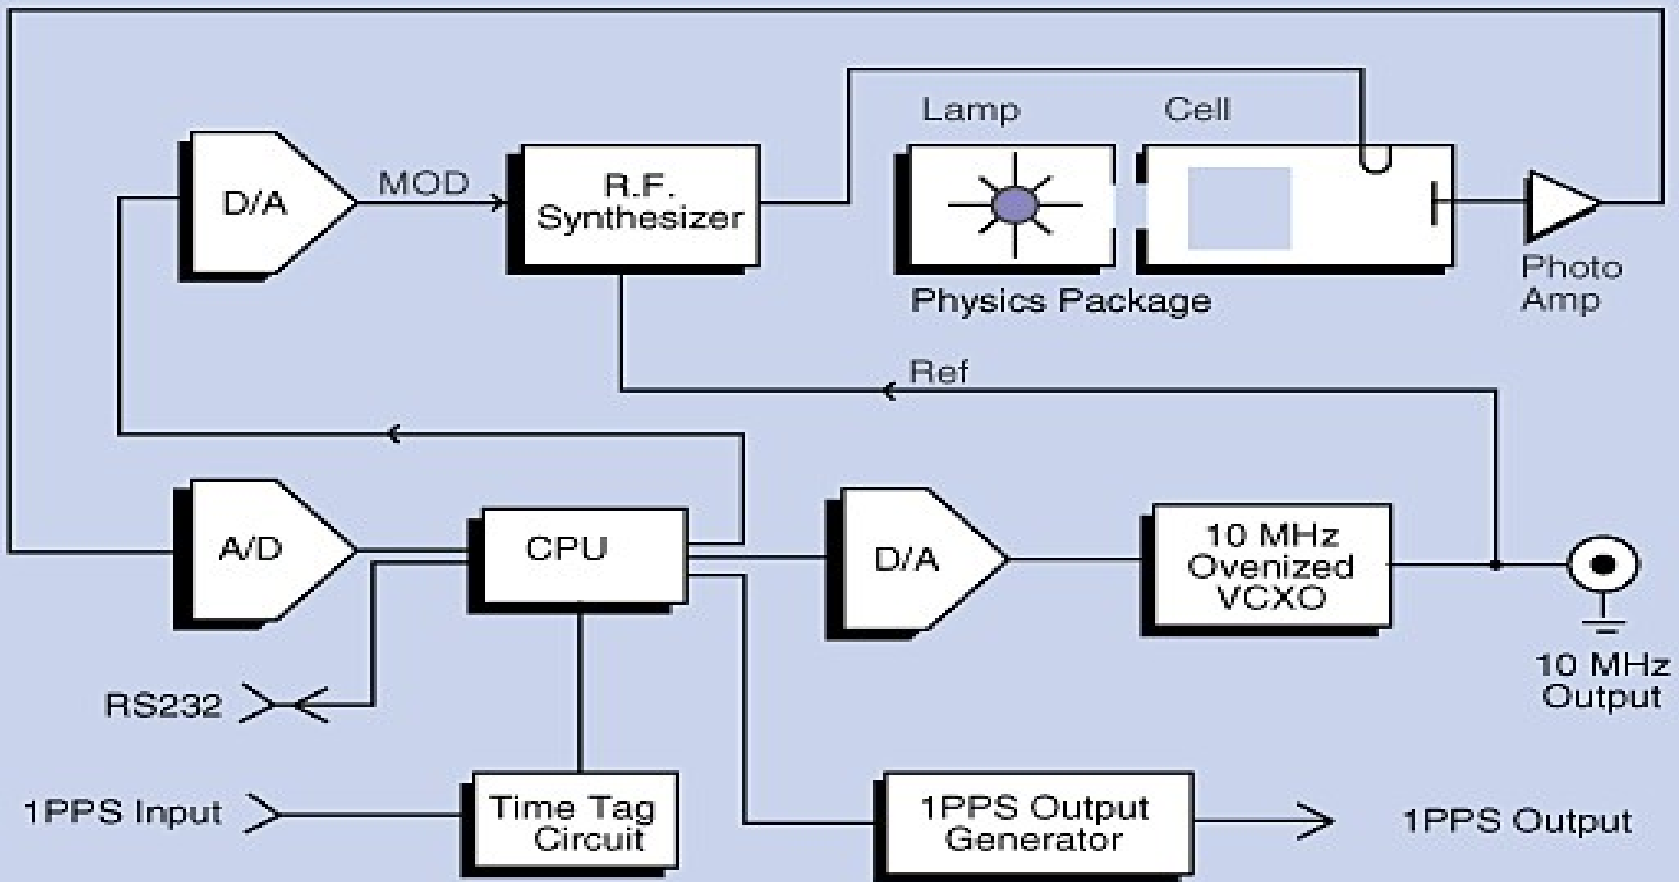 Lamp
Cell
D/A
MOD
R.F.
Synthesizer
Physics Package
Photo
Amp
Ref
A/D
CPU
D/A
10 MHz
Ovenized
VCXO
10 MHz
Output
RS232
1PPS Input
Time Tag
Circuit
1PPS Output
Generator
1PPS Output